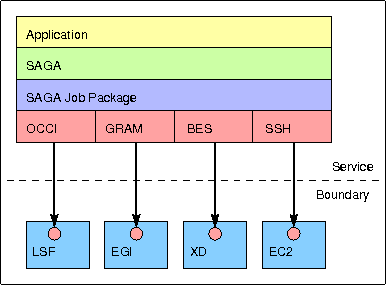 Application
SAGA
SAGA Job Package
OCCI GRAM BES SSH
Service
Boundary
LSF EGI XD EC2